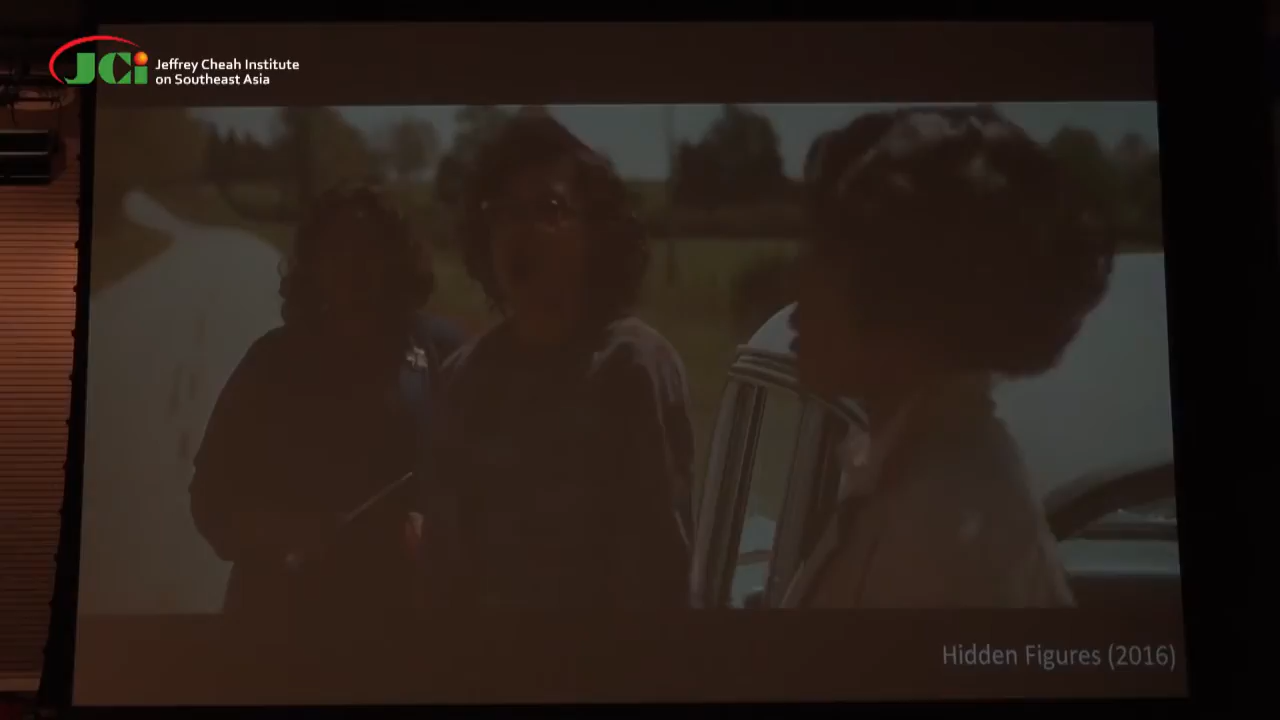 JCi
Jeffrey Cheah Institute
on Southeast Asia
Hidden Figures (2016)